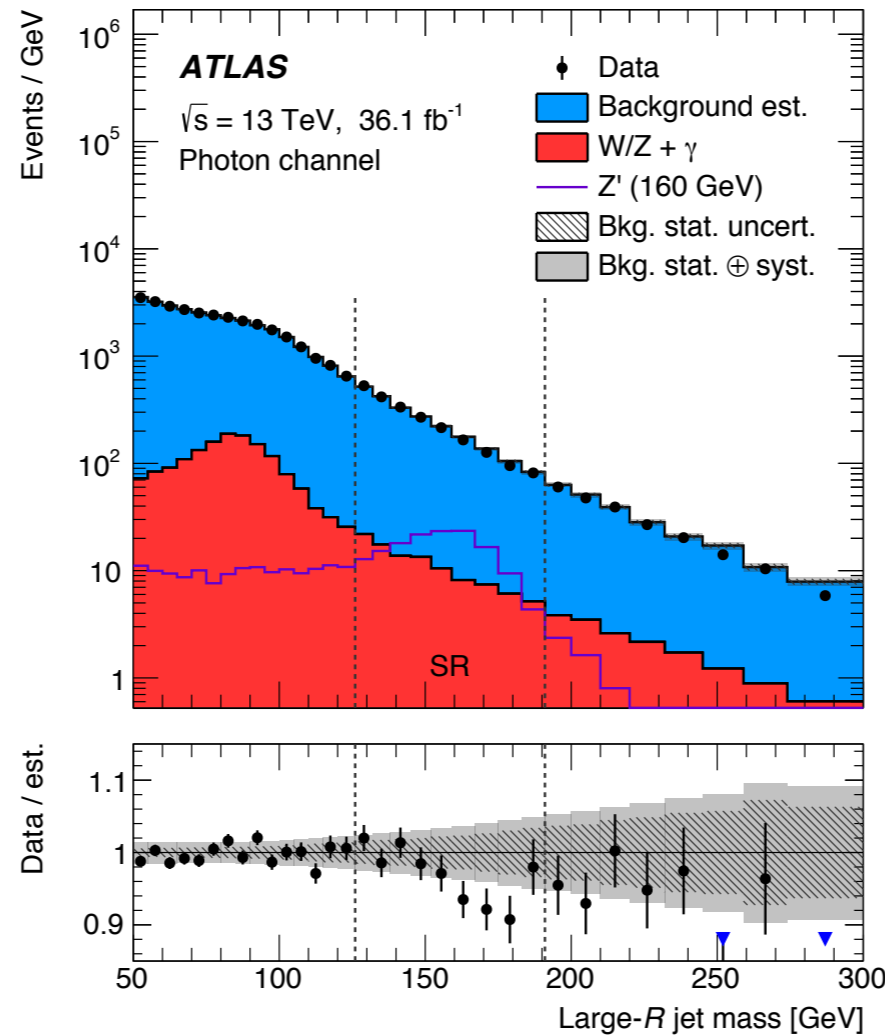 Events / GeV
10⁶
10⁵
10⁴
10³
10²
10
1
ATLAS
√s = 13 TeV, 36.1 fb⁻¹
Photon channel
Data
Background est.
W/Z + γ
Z' (160 GeV)
Bkg. stat. uncert.
Bkg. stat. ⊕ syst.
SR
Data / est.
1.1
1
0.9
50 100 150 200 250 300
Large-R jet mass [GeV]